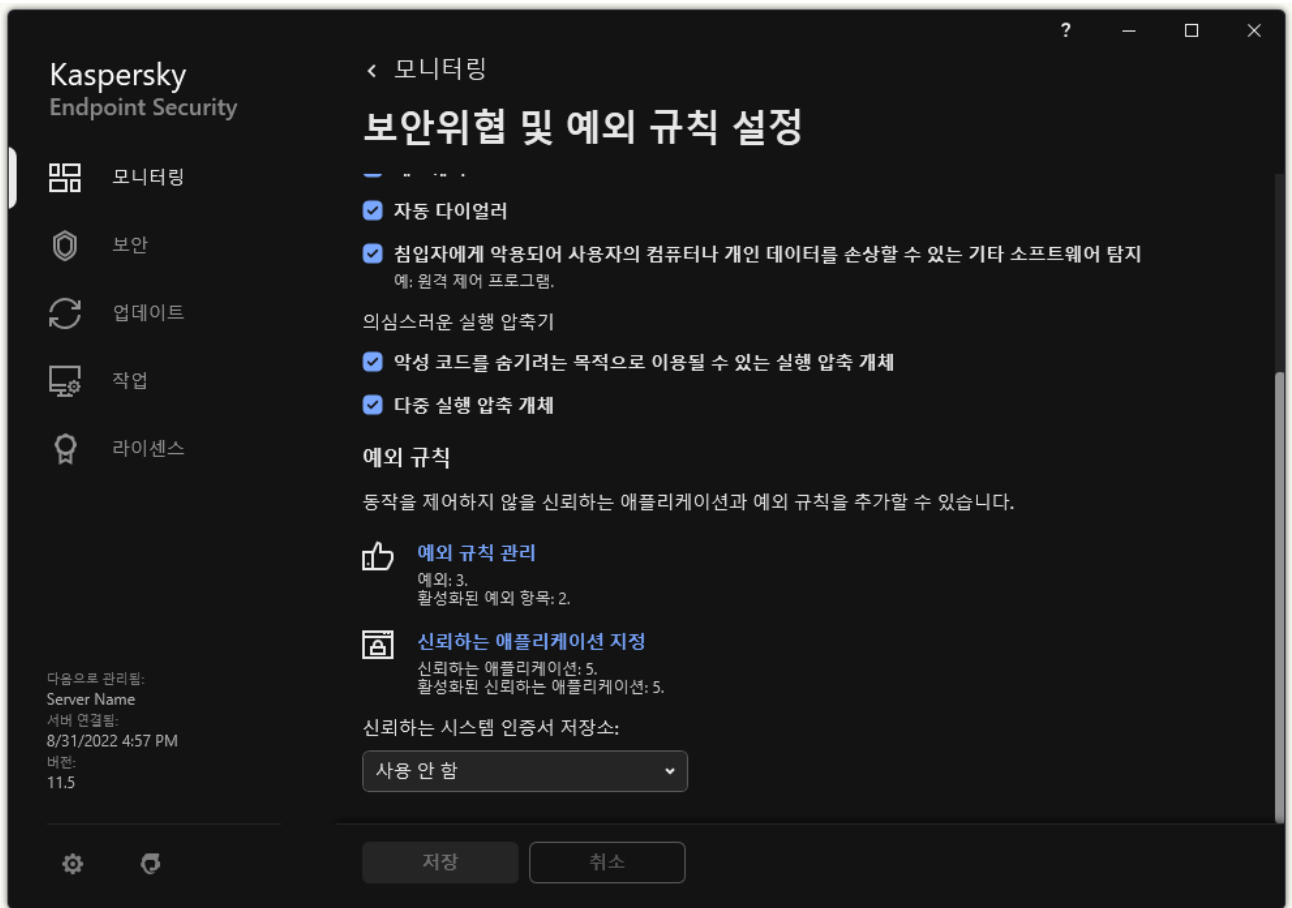 ?
Kaspersky
Endpoint Security
모니터링
보안
업데이트
작업
라이센스
다음으로 관리됨:
Server Name
서버 연결됨:
8/31/2022 4:57 PM
버전:
11.5
모니터링
보안위협 및 예외 규칙 설정
자동 다이얼러
침입자에게 악용되어 사용자의 컴퓨터나 개인 데이터를 손상할 수 있는 기타 소프트웨어 탐지
예: 원격 제어 프로그램.
의심스러운 실행 압축기
악성 코드를 숨기려는 목적으로 이용될 수 있는 실행 압축 개체
다중 실행 압축 개체
예외 규칙
동작을 제어하지 않을 신뢰하는 애플리케이션과 예외 규칙을 추가할 수 있습니다.
예외 규칙 관리
예외: 3.
활성화된 예외 항목: 2.
신뢰하는 애플리케이션 지정
신뢰하는 애플리케이션: 5.
활성화된 신뢰하는 애플리케이션: 5.
신뢰하는 시스템 인증서 저장소:
사용 안 함
저장
취소